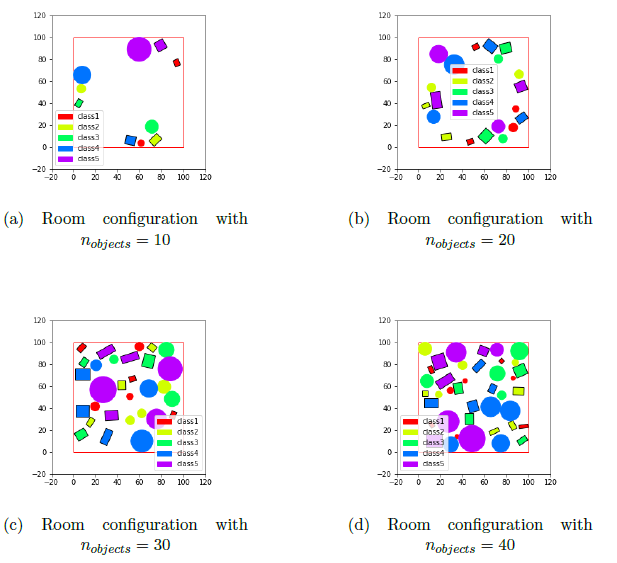 120
100
80
60
40
20
0
−20
−20 0 20 40 60 80 100 120
class1
class2
class3
class4
class5
(a) Room configuration with
n_objects = 10
120
100
80
60
40
20
0
−20
−20 0 20 40 60 80 100 120
class1
class2
class3
class4
class5
(b) Room configuration with
n_objects = 20
120
100
80
60
40
20
0
−20
−20 0 20 40 60 80 100 120
class1
class2
class3
class4
class5
(c) Room configuration with
n_objects = 30
120
100
80
60
40
20
0
−20
−20 0 20 40 60 80 100 120
class1
class2
class3
class4
class5
(d) Room configuration with
n_objects = 40